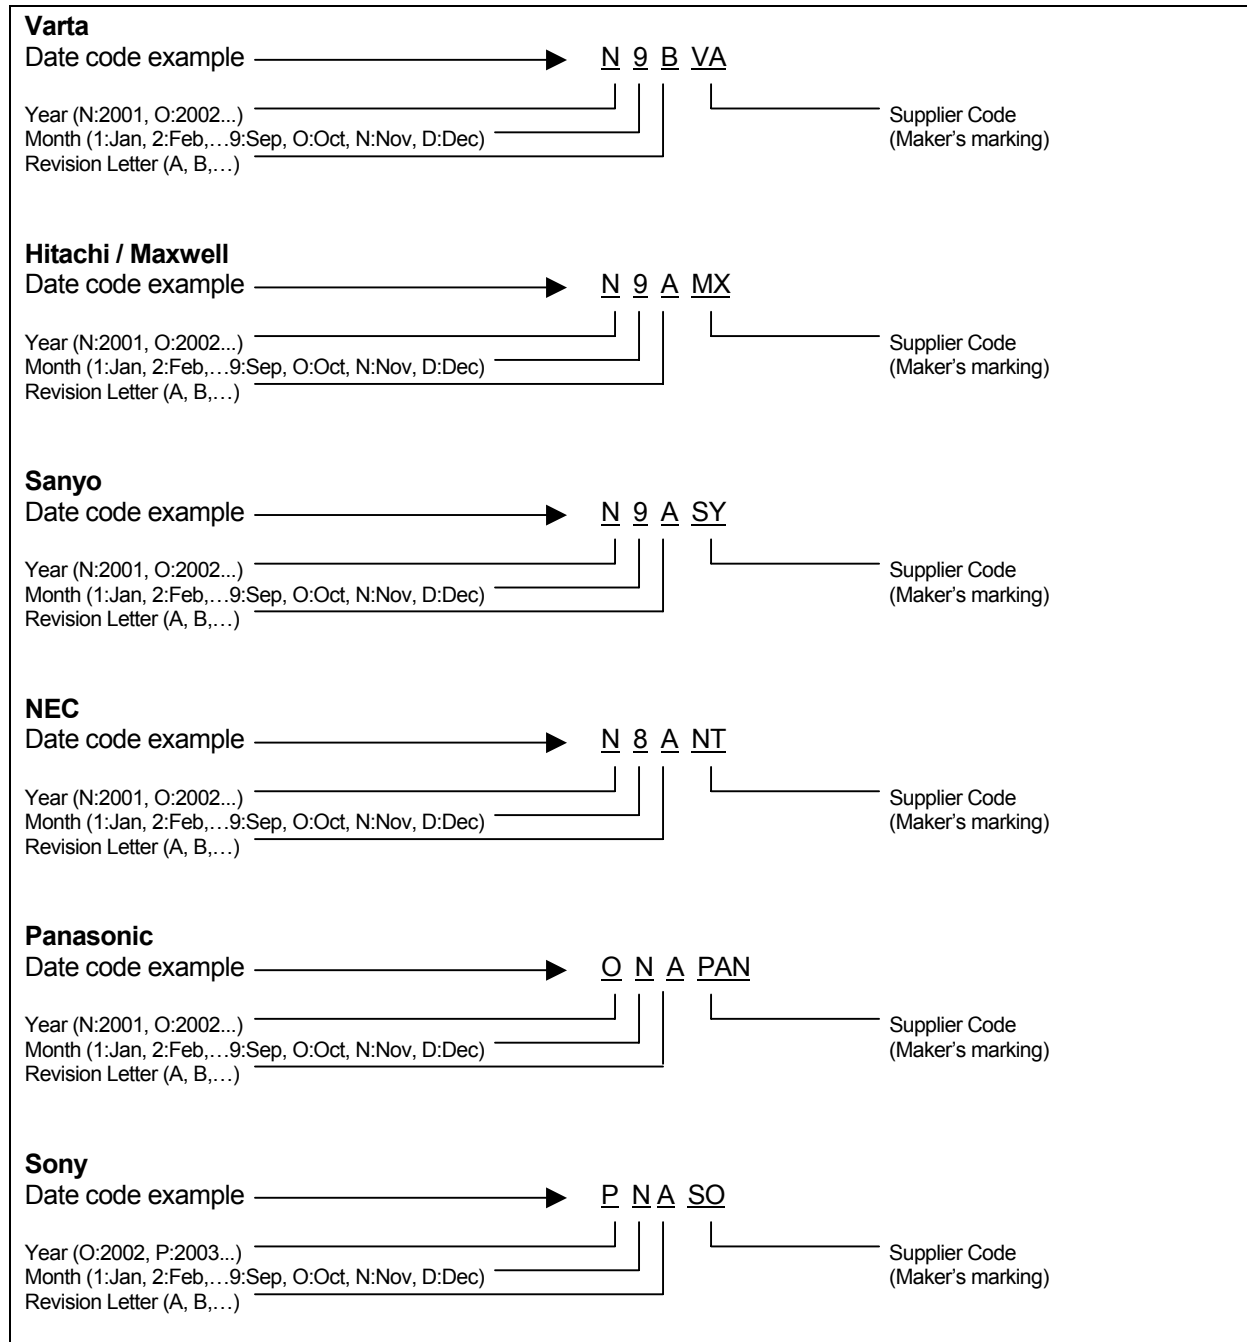 Varta
Date code example N 9 B VA
Year (N:2001, O:2002...) Supplier Code
Month (1:Jan, 2:Feb,…9:Sep, O:Oct, N:Nov, D:Dec) (Maker's marking)
Revision Letter (A, B,…)
Hitachi / Maxwell
Date code example N 9 A MX
Year (N:2001, O:2002...) Supplier Code
Month (1:Jan, 2:Feb,…9:Sep, O:Oct, N:Nov, D:Dec) (Maker's marking)
Revision Letter (A, B,…)
Sanyo
Date code example N 9 A SY
Year (N:2001, O:2002...) Supplier Code
Month (1:Jan, 2:Feb,…9:Sep, O:Oct, N:Nov, D:Dec) (Maker's marking)
Revision Letter (A, B,…)
NEC
Date code example N 8 A NT
Year (N:2001, O:2002...) Supplier Code
Month (1:Jan, 2:Feb,…9:Sep, O:Oct, N:Nov, D:Dec) (Maker's marking)
Revision Letter (A, B,…)
Panasonic
Date code example O N A PAN
Year (N:2001, O:2002...) Supplier Code
Month (1:Jan, 2:Feb,…9:Sep, O:Oct, N:Nov, D:Dec) (Maker's marking)
Revision Letter (A, B,…)
Sony
Date code example P N A SO
Year (O:2002, P:2003...) Supplier Code
Month (1:Jan, 2:Feb,…9:Sep, O:Oct, N:Nov, D:Dec) (Maker's marking)
Revision Letter (A, B,…)